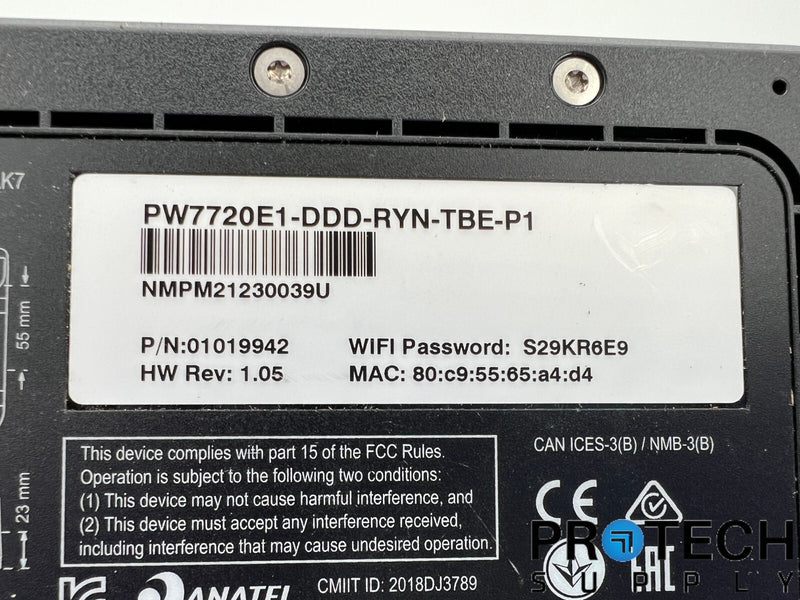 K7
PW7720E1-DDD-RYN-TBE-P1
NMPM21230039U
P/N:01019942 WIFI Password: S29KR6E9
HW Rev: 1.05 MAC: 80:c9:55:65:a4:d4
55 mm
23 mm
This device complies with part 15 of the FCC Rules.
Operation is subject to the following two conditions:
(1) This device may not cause harmful interference, and
(2) This device must accept any interference received,
including interference that may cause undesired operation.
CAN ICES-3(B) / NMB-3(B)
CE
EAC
ANATEL
CMIIT ID: 2018DJ3789
PROTECH
SUPPLY